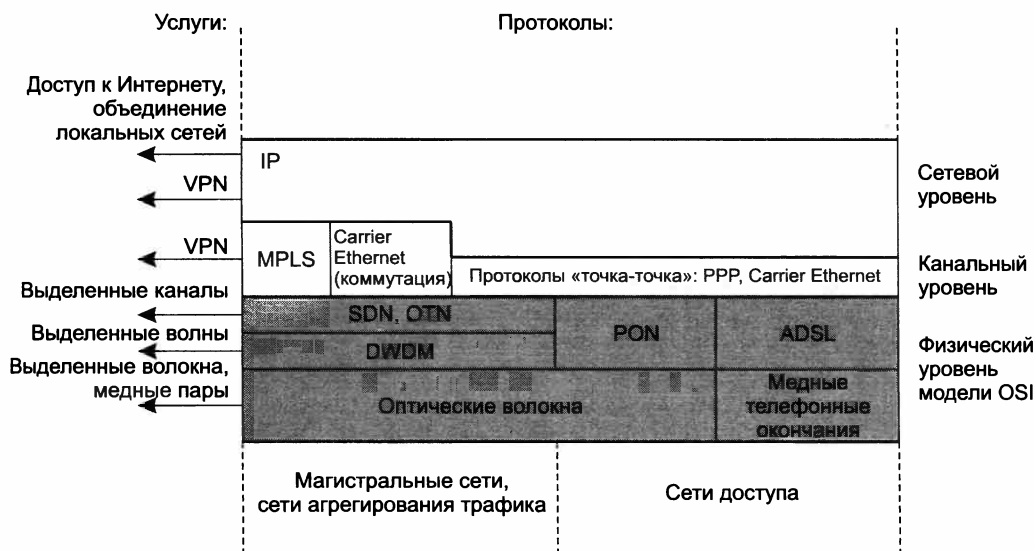 Услуги:
Протоколы:
Доступ к Интернету,
объединение
локальных сетей
IP
VPN
Сетевой
уровень
VPN
MPLS
Carrier
Ethernet
(коммутация)
Протоколы «точка-точка»: PPP, Carrier Ethernet
Канальный
уровень
Выделенные каналы
SDN, OTN
Выделенные волны
DWDM
PON
ADSL
Физический
уровень
модели OSI
Выделенные волокна,
медные пары
Оптические волокна
Медные
телефонные
окончания
Магистральные сети,
сети агрегирования трафика
Сети доступа